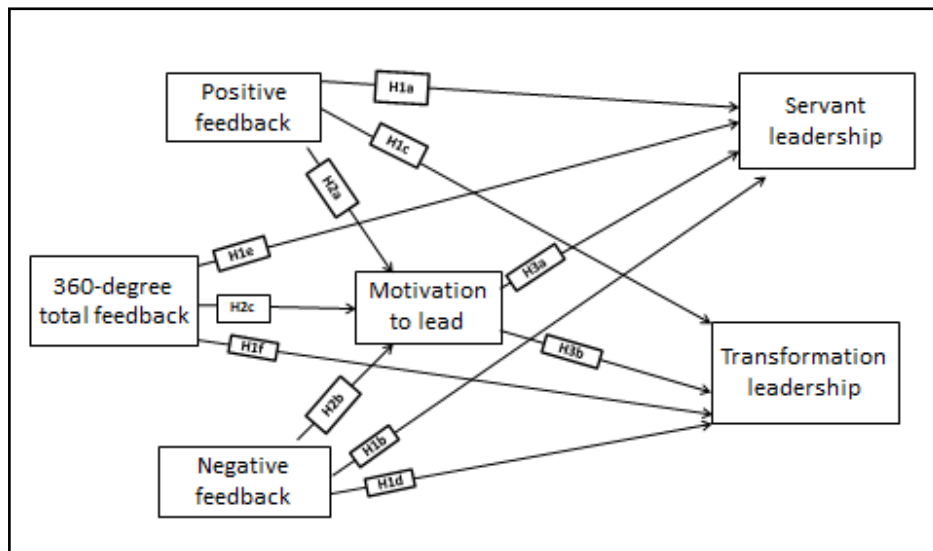 Positive
feedback
H1a
Servant
leadership
H1c
H2a
H1e
H3a
360-degree
total feedback
H2c
Motivation
to lead
H1f
H3b
Transformation
leadership
H2b
H1b
Negative
feedback
H1d